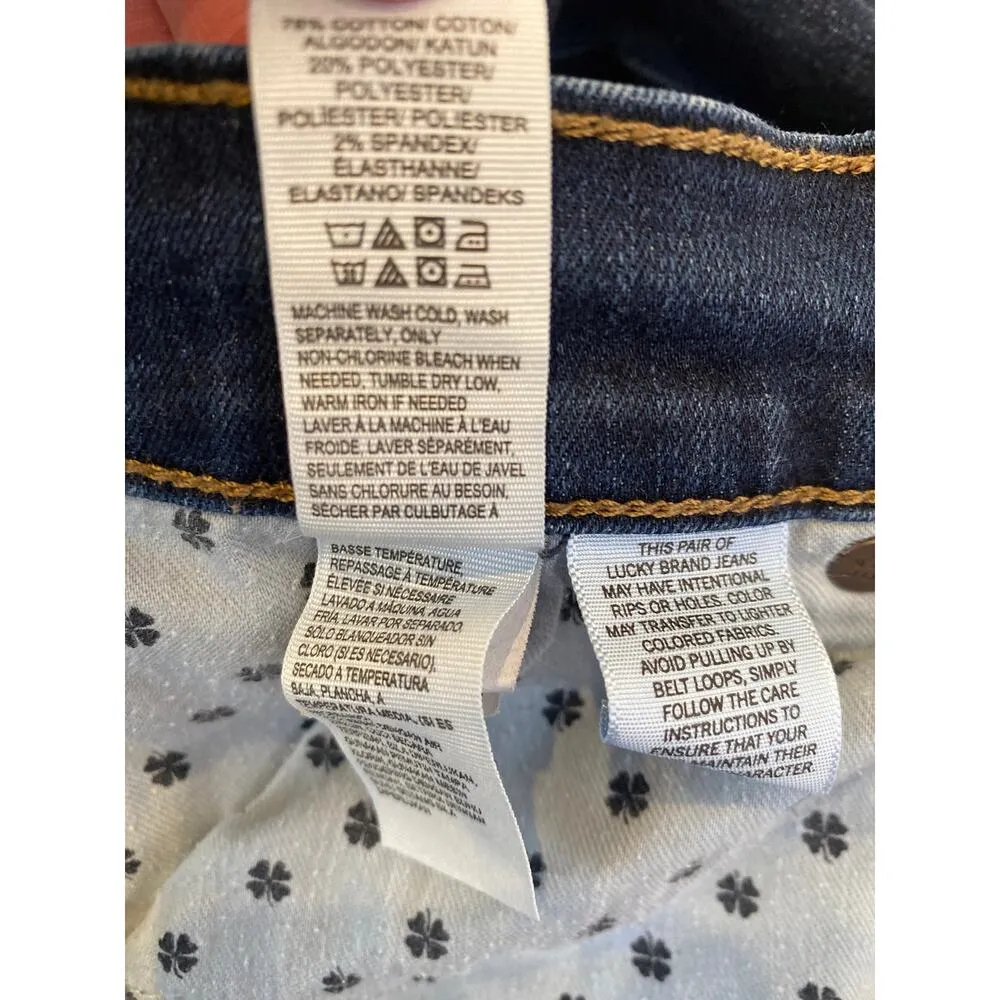 78% COTTON/ COTON/
ALGODON/ KATUN
20% POLYESTER/
POLYESTER/
POLIÉSTER/ POLIESTER
2% SPANDEX/
ÉLASTHANNE/
ELASTANO/ SPANDEKS
MACHINE WASH COLD, WASH
SEPARATELY, ONLY
NON-CHLORINE BLEACH WHEN
NEEDED, TUMBLE DRY LOW,
WARM IRON IF NEEDED
LAVER À LA MACHINE À L'EAU
FROIDE, LAVER SÉPARÉMENT,
SEULEMENT DE L'EAU DE JAVEL
SANS CHLORURE AU BESOIN,
SÉCHER PAR CULBUTAGE À
BASSE TEMPÉRATURE
REPASSAGE À TEMPÉRATURE
ÉLEVÉE SI NÉCESSAIRE
LAVADO A MÁQUINA, AGUA
FRÍA, LAVAR POR SEPARADO,
SOLO BLANQUEADOR SIN
CLORO (SI ES NECESARIO),
SECADO A TEMPERATURA
BAJA, PLANCHA, A
TEMPERATURA MEDIA, (SI ES
THIS PAIR OF
LUCKY BRAND JEANS
MAY HAVE INTENTIONAL
RIPS OR HOLES. COLOR
MAY TRANSFER TO LIGHTER
COLORED FABRICS.
AVOID PULLING UP BY
BELT LOOPS, SIMPLY
FOLLOW THE CARE
INSTRUCTIONS TO
ENSURE THAT YOUR
MAINTAIN THEIR